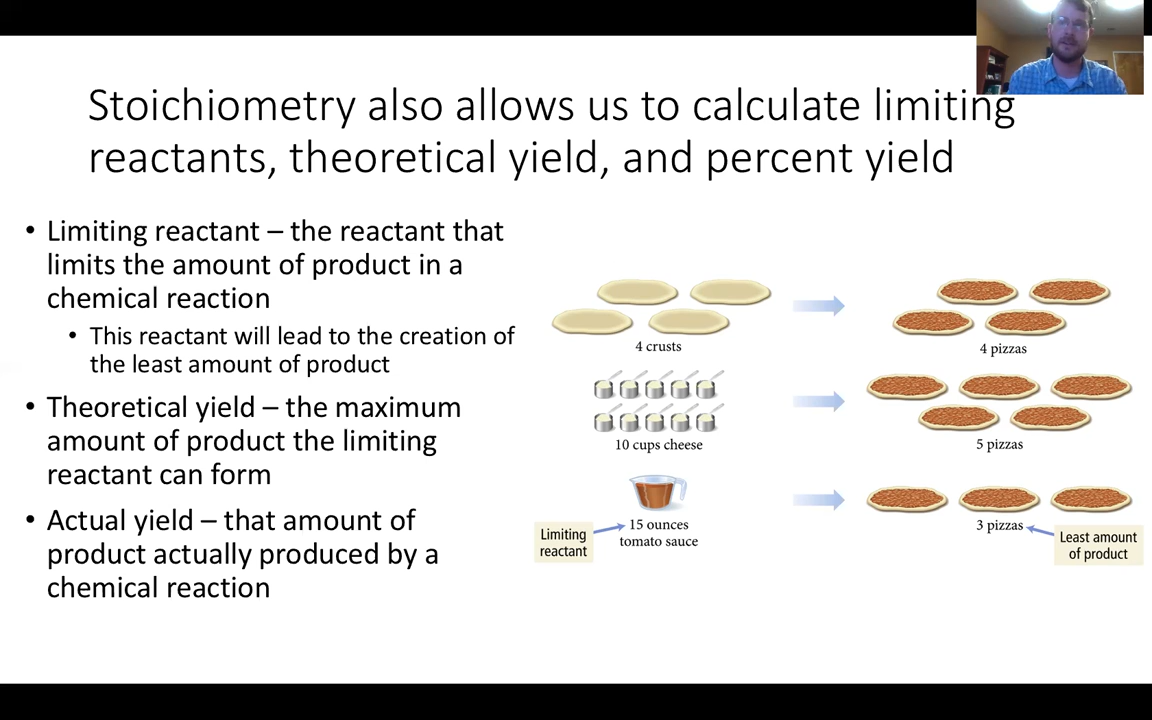 Stoichiometry also allows us to calculate limiting
reactants, theoretical yield, and percent yield
• Limiting reactant – the reactant that
limits the amount of product in a
chemical reaction
• This reactant will lead to the creation of
the least amount of product
• Theoretical yield – the maximum
amount of product the limiting
reactant can form
• Actual yield – that amount of
product actually produced by a
chemical reaction
4 crusts
4 pizzas
10 cups cheese
5 pizzas
Limiting
reactant
15 ounces
tomato sauce
3 pizzas
Least amount
of product